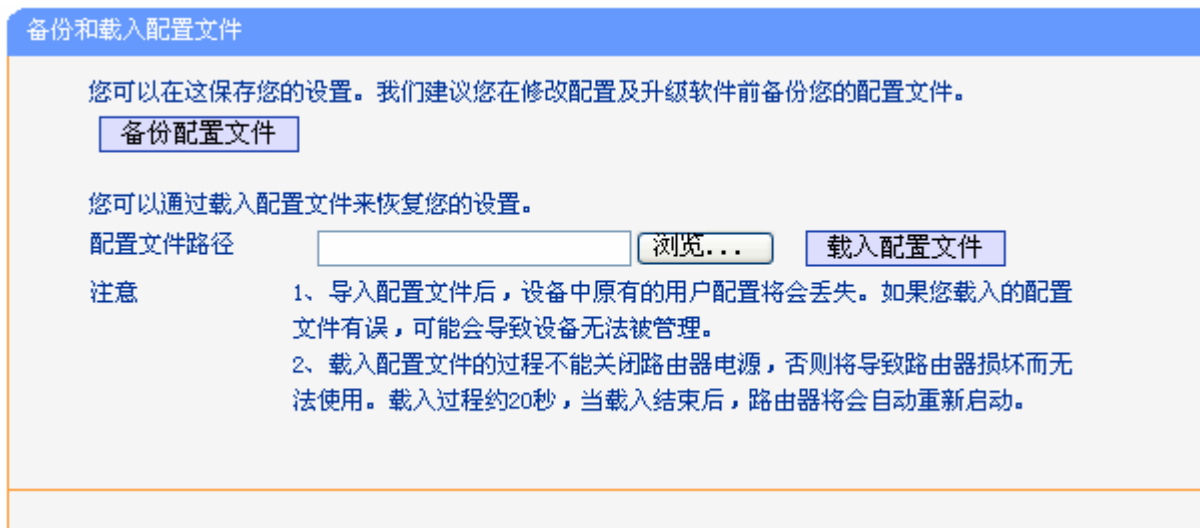 备份和载入配置文件
您可以在这保存您的设置。我们建议您在修改配置及升级软件前备份您的配置文件。
备份配置文件
您可以通过载入配置文件来恢复您的设置。
配置文件路径 浏览... 载入配置文件
注意 1、导入配置文件后，设备中原有的用户配置将会丢失。如果您载入的配置
文件有误，可能会导致设备无法被管理。
2、载入配置文件的过程不能关闭路由器电源，否则将导致路由器损坏而无
法使用。载入过程约20秒，当载入结束后，路由器将会自动重新启动。